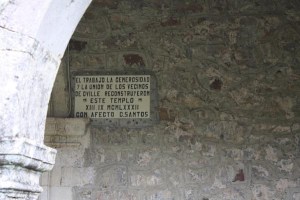 EL TRABAJO LA GENEROSIDAD
Y LA UNION DE LOS VECINOS
DE OVILLE RECONSTRUYERON
ESTE TEMPLO
XIII IX MCMLXXXII
CON AFECTO G.SANTOS